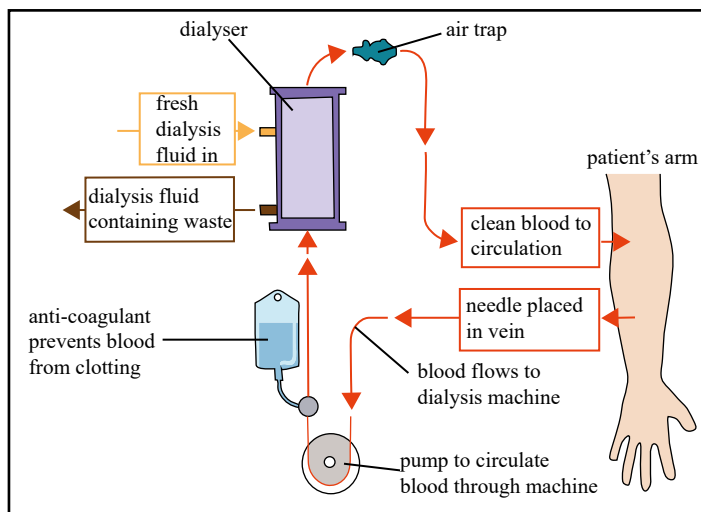 dialyser
air trap
fresh
dialysis
fluid in
patient's arm
dialysis fluid
containing waste
clean blood to
circulation
needle placed
in vein
anti-coagulant
prevents blood
from clotting
blood flows to
dialysis machine
pump to circulate
blood through machine